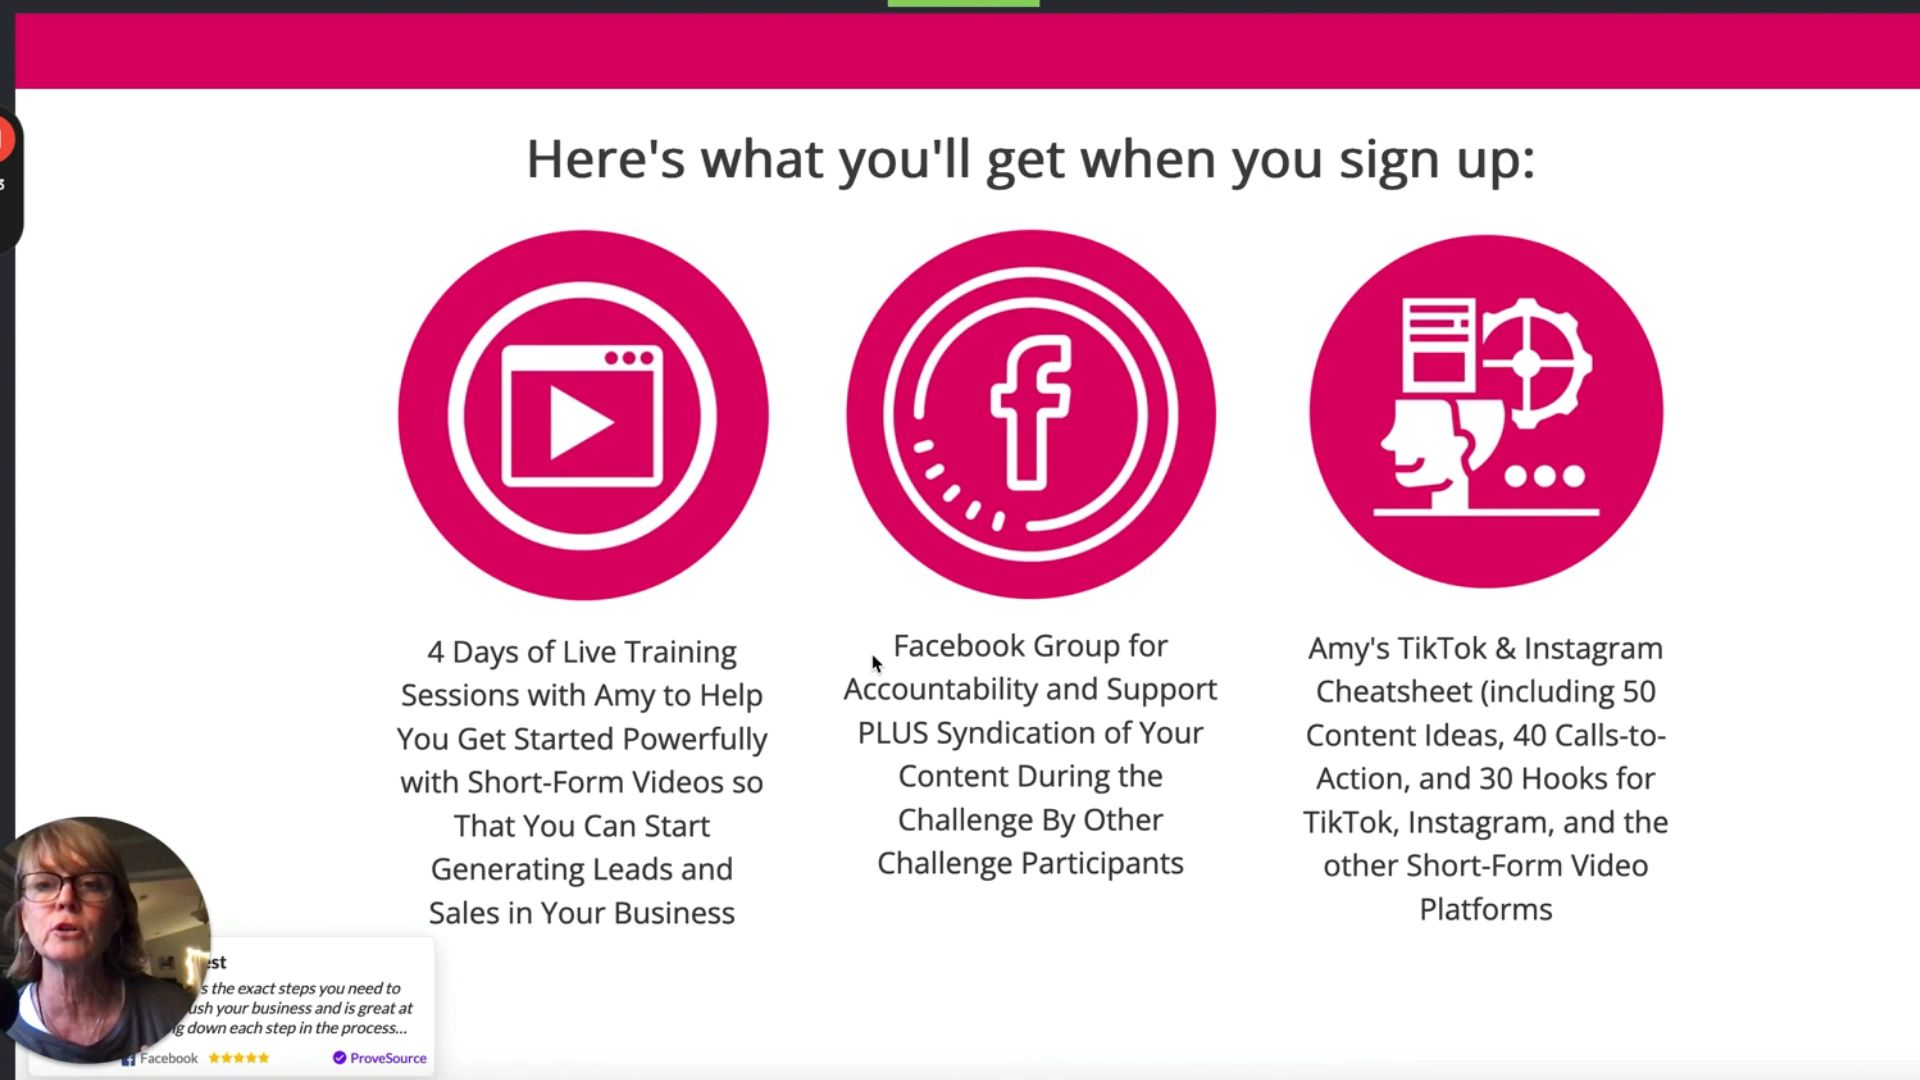 Here's what you'll get when you sign up:
4 Days of Live Training
Sessions with Amy to Help
You Get Started Powerfully
with Short-Form Videos so
That You Can Start
Generating Leads and
Sales in Your Business
Facebook Group for
Accountability and Support
PLUS Syndication of Your
Content During the
Challenge By Other
Challenge Participants
Amy's TikTok & Instagram
Cheatsheet (including 50
Content Ideas, 40 Calls-to-
Action, and 30 Hooks for
TikTok, Instagram, and the
other Short-Form Video
Platforms
the exact steps you need to
your business and is great at
down each step in the process...
Facebook
ProveSource